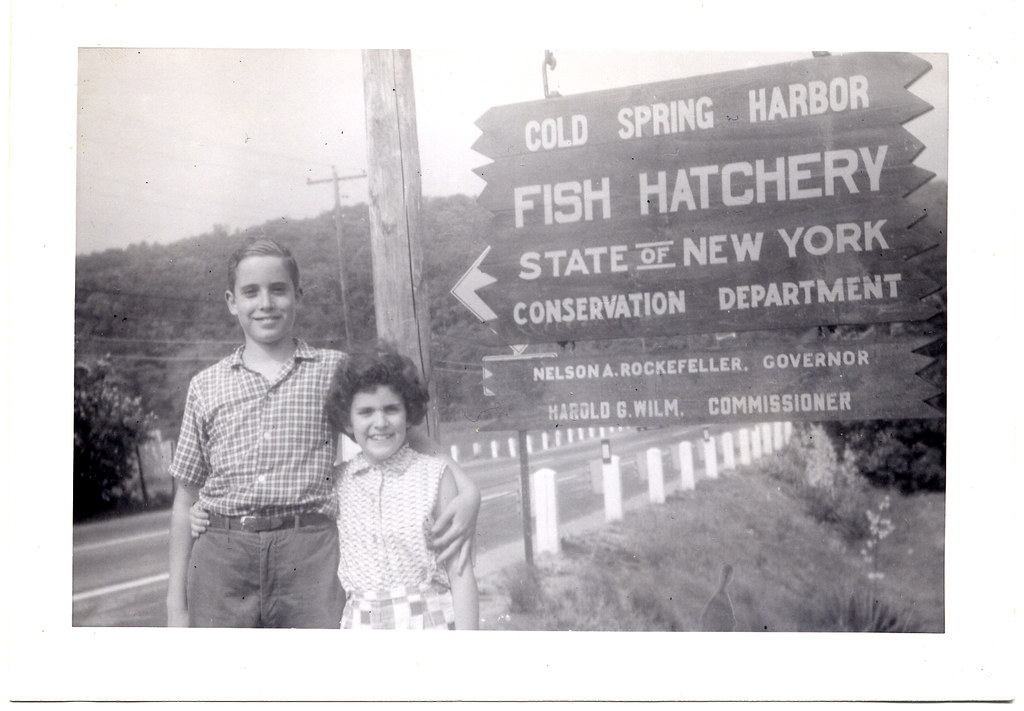 COLD SPRING HARBOR
FISH HATCHERY
STATE OF NEW YORK
CONSERVATION DEPARTMENT
NELSON A. ROCKEFELLER, GOVERNOR
HAROLD G. WILM, COMMISSIONER